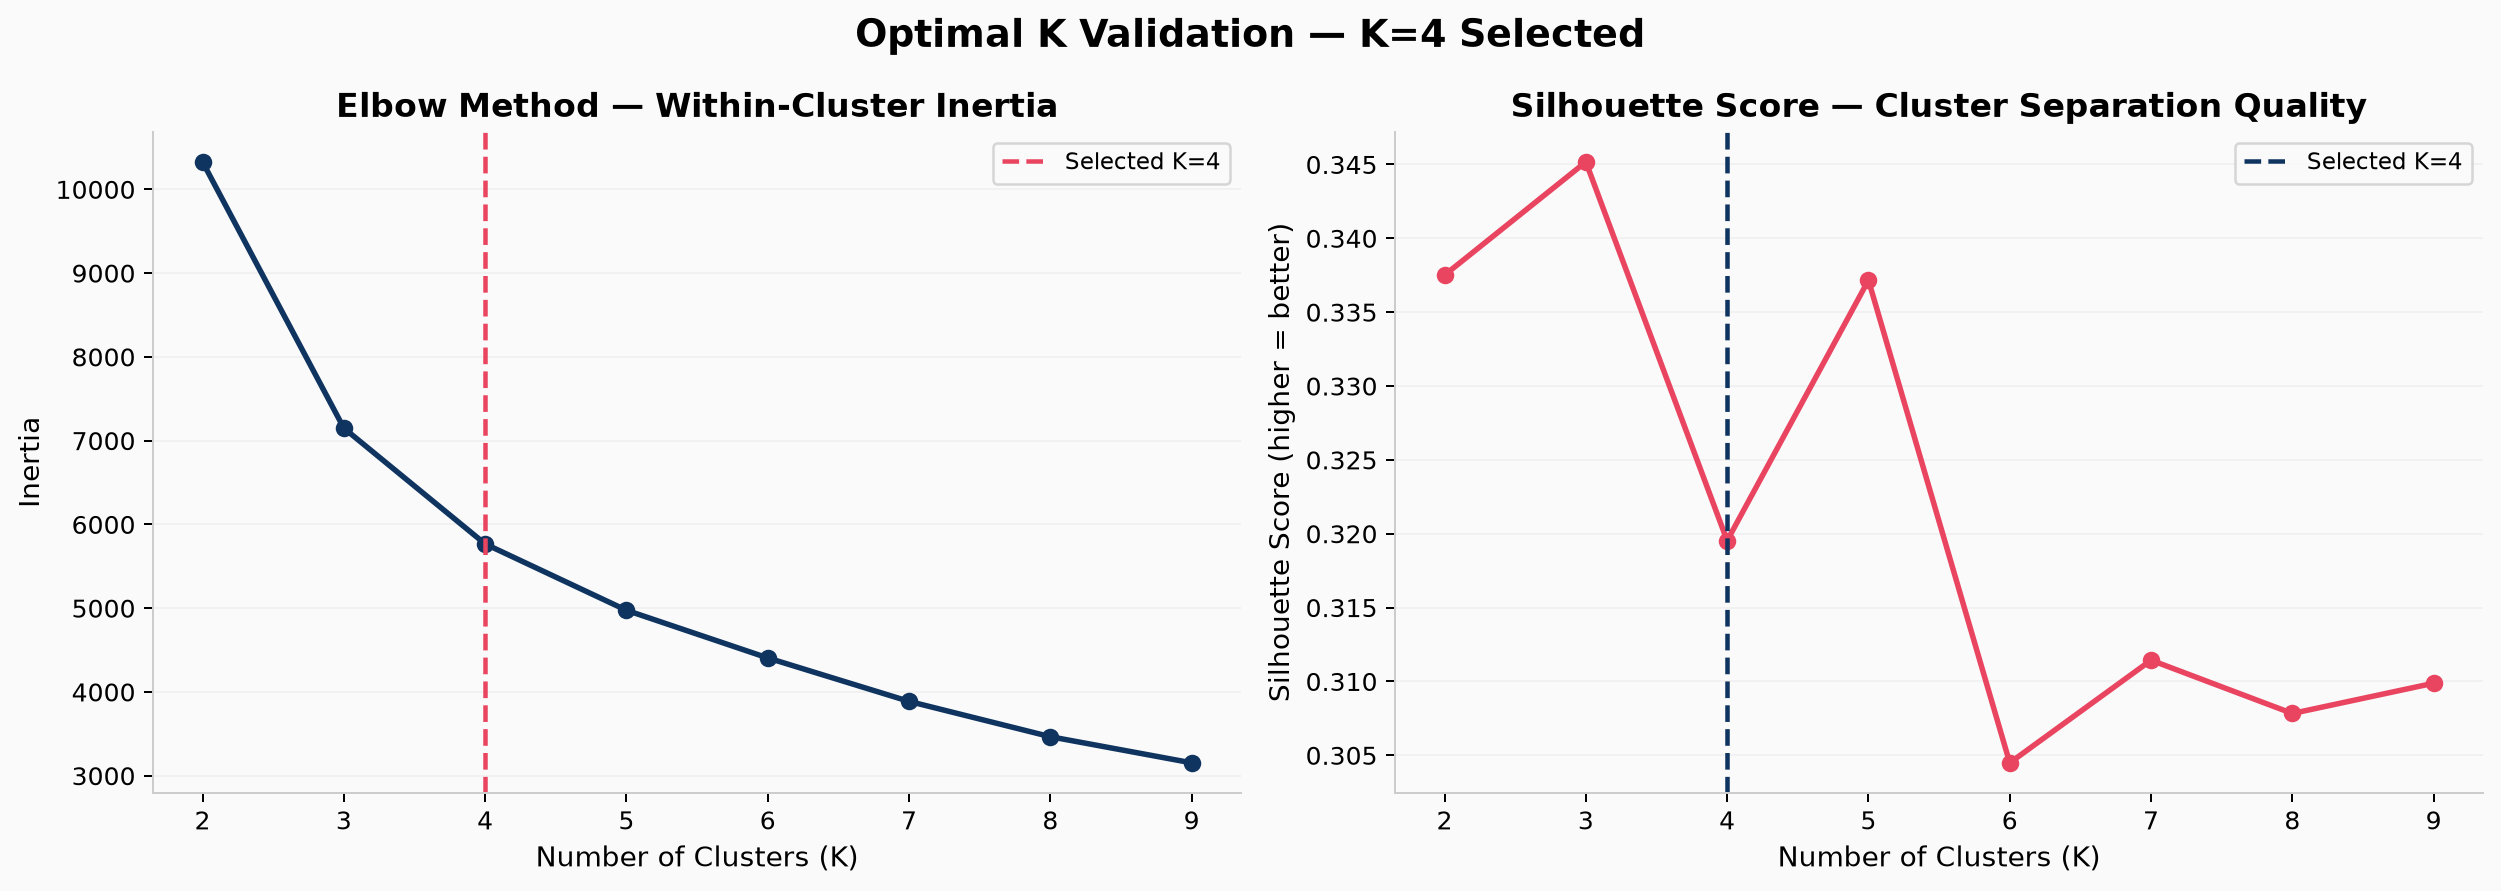 Optimal K Validation — K=4 Selected
Elbow Method — Within-Cluster Inertia
Selected K=4
Inertia
10000
9000
8000
7000
6000
5000
4000
3000
2 3 4 5 6 7 8 9
Number of Clusters (K)
Silhouette Score — Cluster Separation Quality
Selected K=4
Silhouette Score (higher = better)
0.345
0.340
0.335
0.330
0.325
0.320
0.315
0.310
0.305
2 3 4 5 6 7 8 9
Number of Clusters (K)